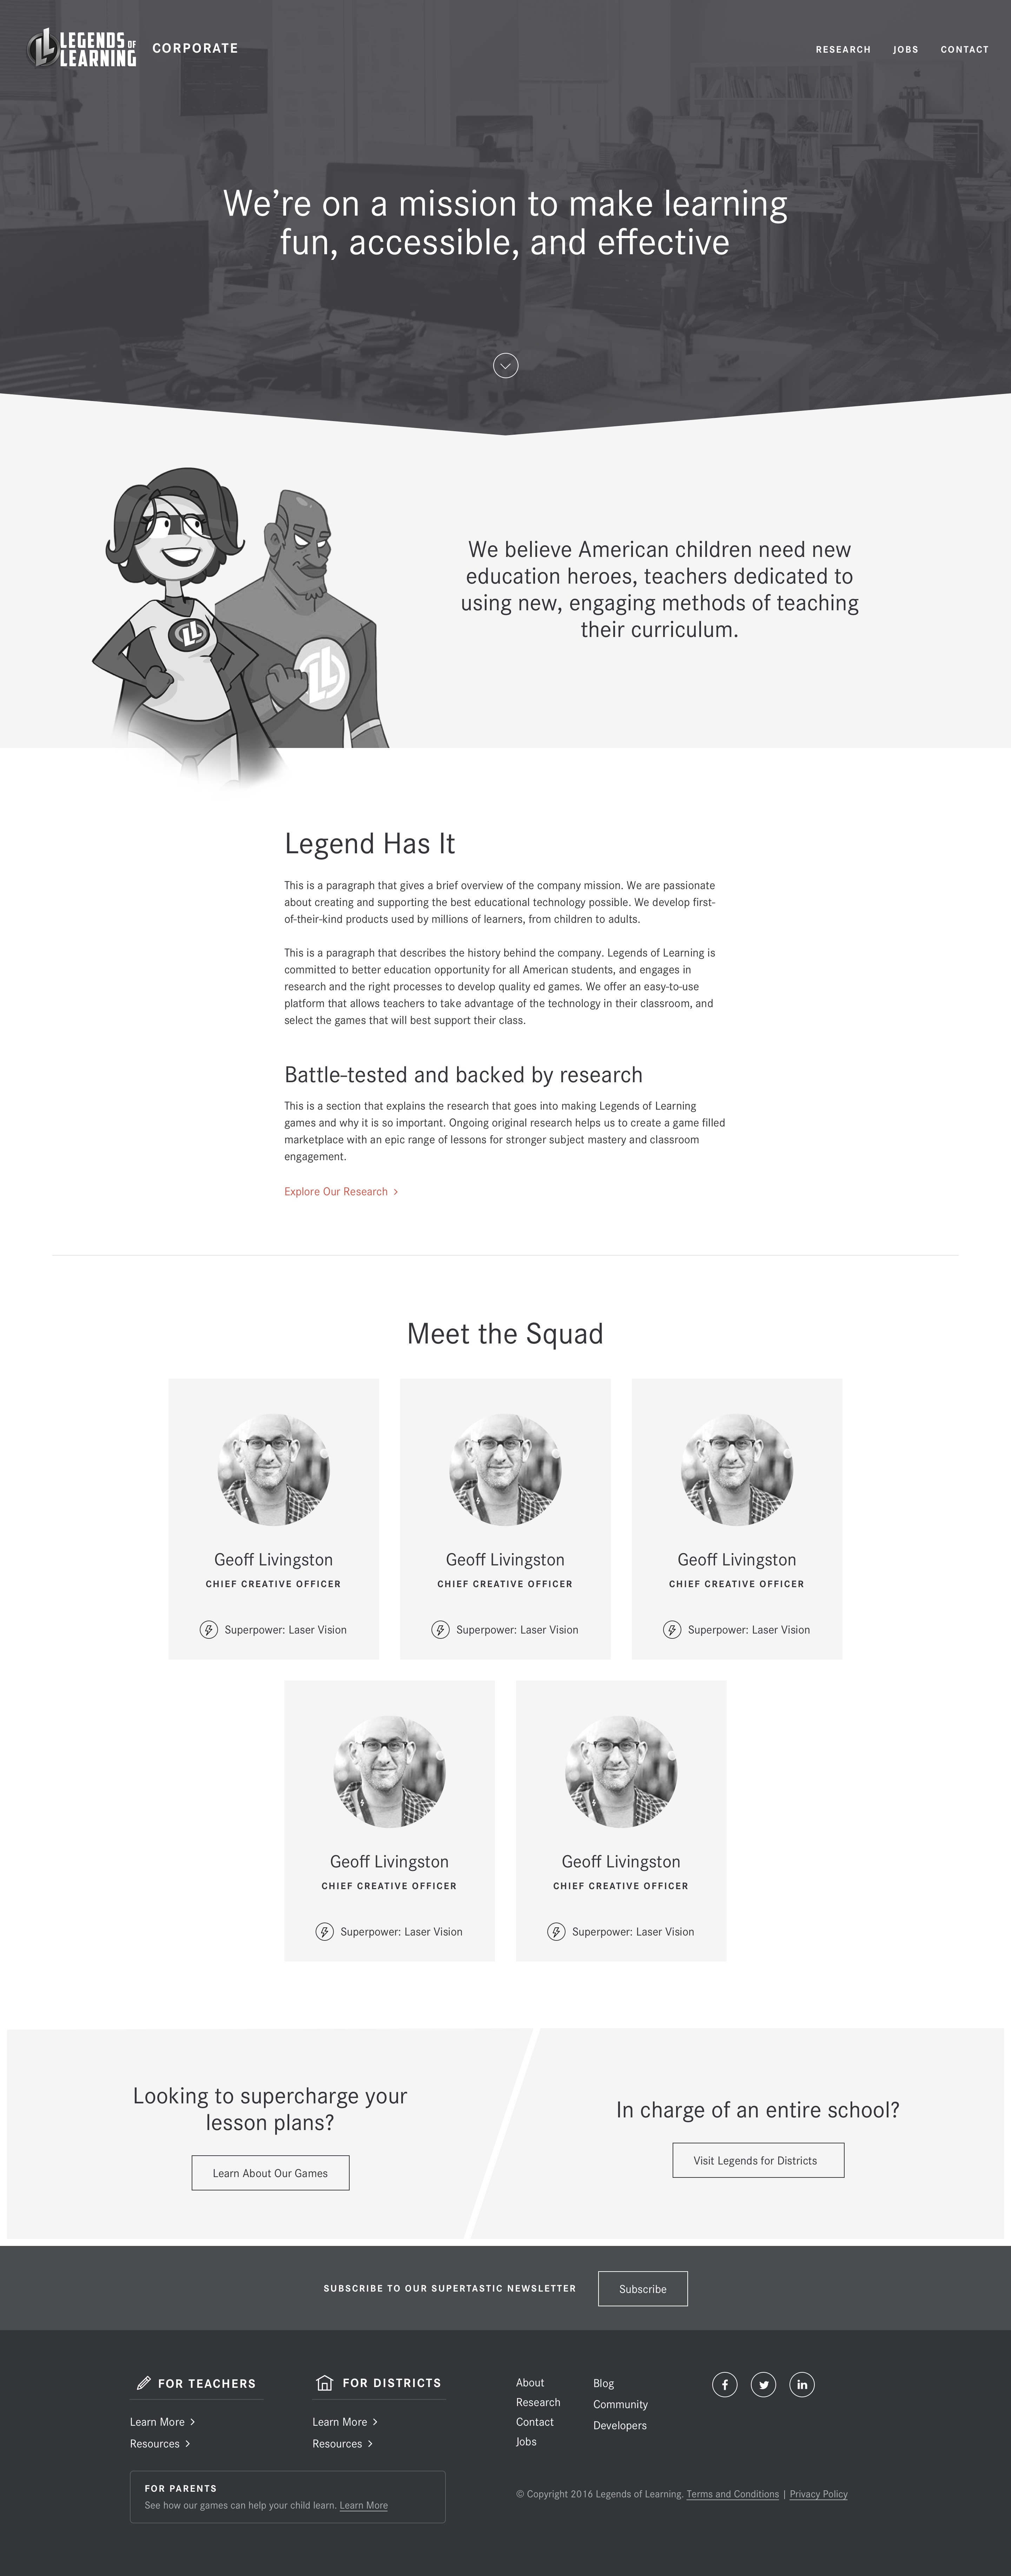 LEGENDS OF
LEARNING
CORPORATE
RESEARCH
JOBS
CONTACT
We’re on a mission to make learning
fun, accessible, and effective
We believe American children need new
education heroes, teachers dedicated to
using new, engaging methods of teaching
their curriculum.
Legend Has It
This is a paragraph that gives a brief overview of the company mission. We are passionate
about creating and supporting the best educational technology possible. We develop first-
of-their-kind products used by millions of learners, from children to adults.
This is a paragraph that describes the history behind the company. Legends of Learning is
committed to better education opportunity for all American students, and engages in
research and the right processes to develop quality ed games. We offer an easy-to-use
platform that allows teachers to take advantage of the technology in their classroom, and
select the games that will best support their class.
Battle-tested and backed by research
This is a section that explains the research that goes into making Legends of Learning
games and why it is so important. Ongoing original research helps us to create a game filled
marketplace with an epic range of lessons for stronger subject mastery and classroom
engagement.
Explore Our Research >
Meet the Squad
Geoff Livingston
CHIEF CREATIVE OFFICER
Superpower: Laser Vision
Geoff Livingston
CHIEF CREATIVE OFFICER
Superpower: Laser Vision
Geoff Livingston
CHIEF CREATIVE OFFICER
Superpower: Laser Vision
Geoff Livingston
CHIEF CREATIVE OFFICER
Superpower: Laser Vision
Geoff Livingston
CHIEF CREATIVE OFFICER
Superpower: Laser Vision
Looking to supercharge your
lesson plans?
Learn About Our Games
In charge of an entire school?
Visit Legends for Districts
SUBSCRIBE TO OUR SUPERTASTIC NEWSLETTER
Subscribe
FOR TEACHERS
Learn More >
Resources >
FOR DISTRICTS
Learn More >
Resources >
FOR PARENTS
See how our games can help your child learn. Learn More
About
Research
Contact
Jobs
Blog
Community
Developers
© Copyright 2016 Legends of Learning. Terms and Conditions | Privacy Policy